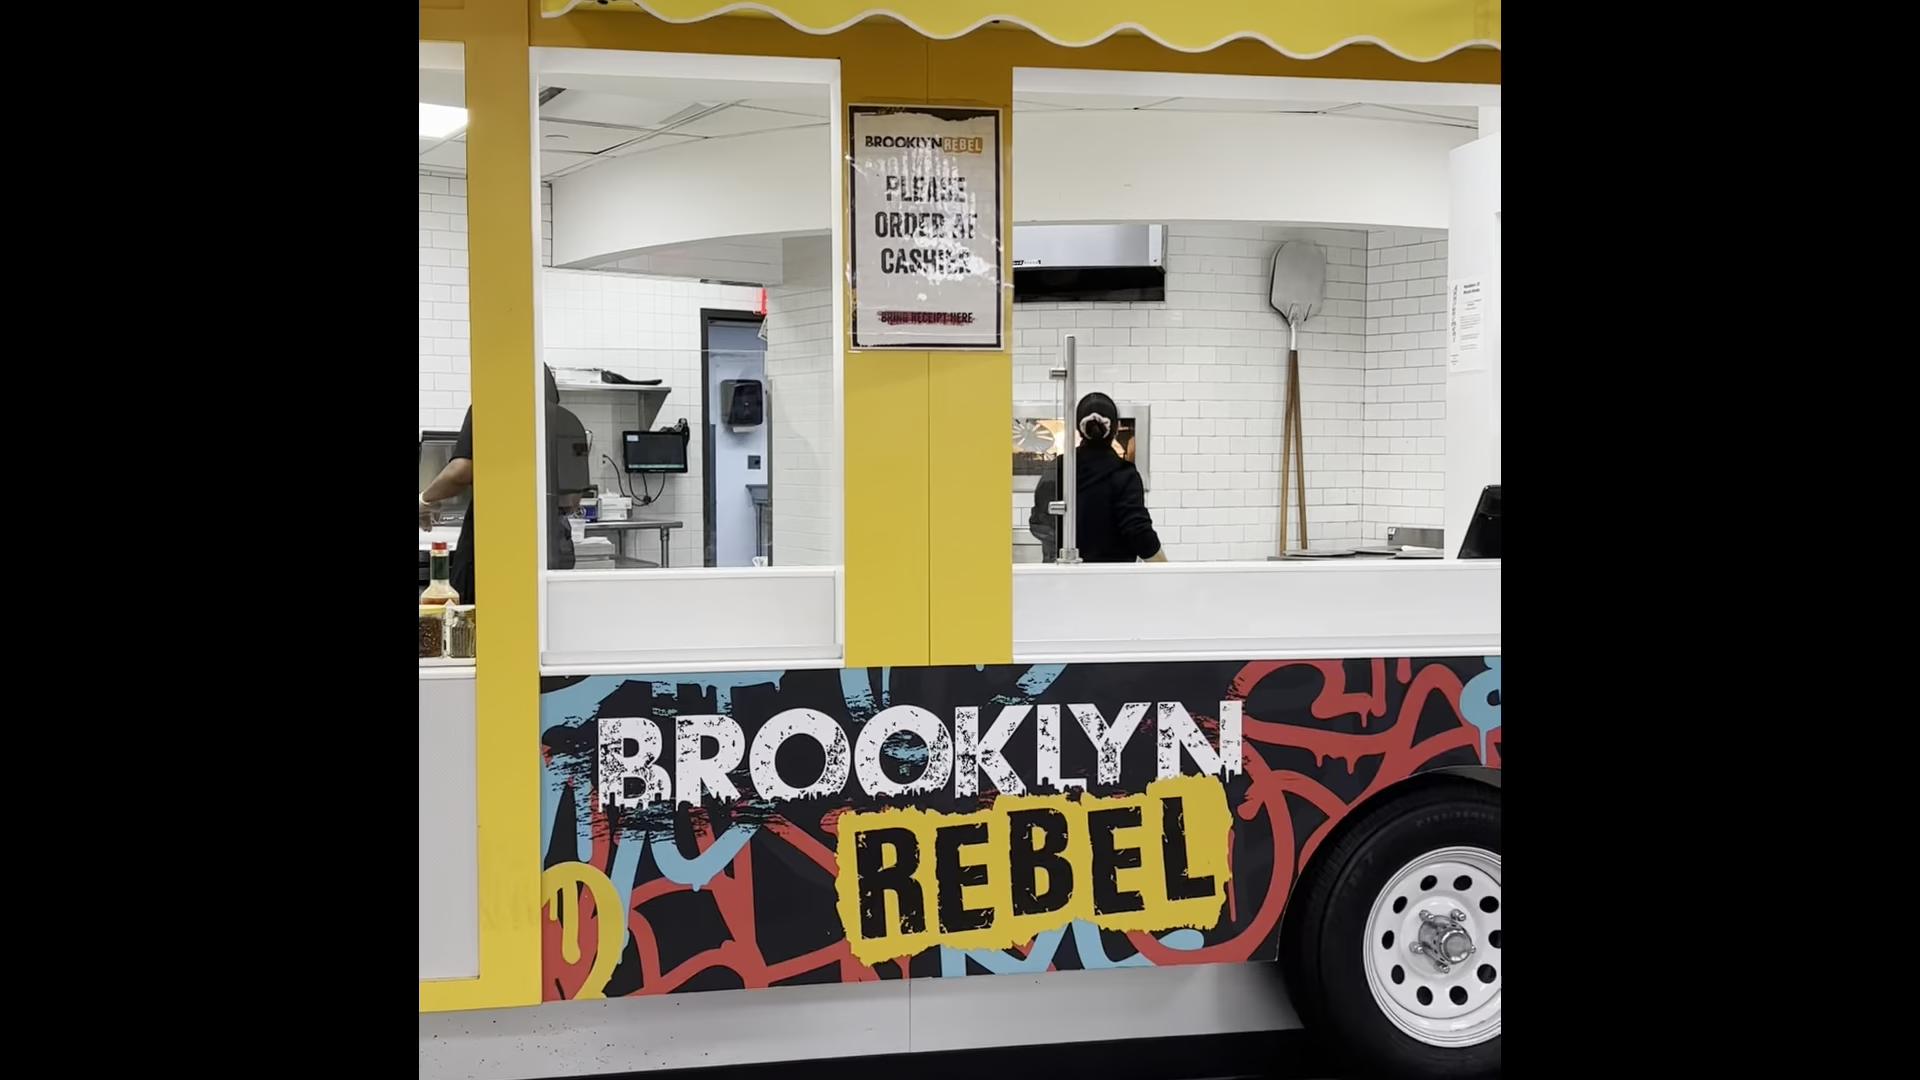 BROOKLYN REBEL
PLEASE
ORDER AT
CASHIER
BRING RECEIPT HERE
BROOKLYN
REBEL